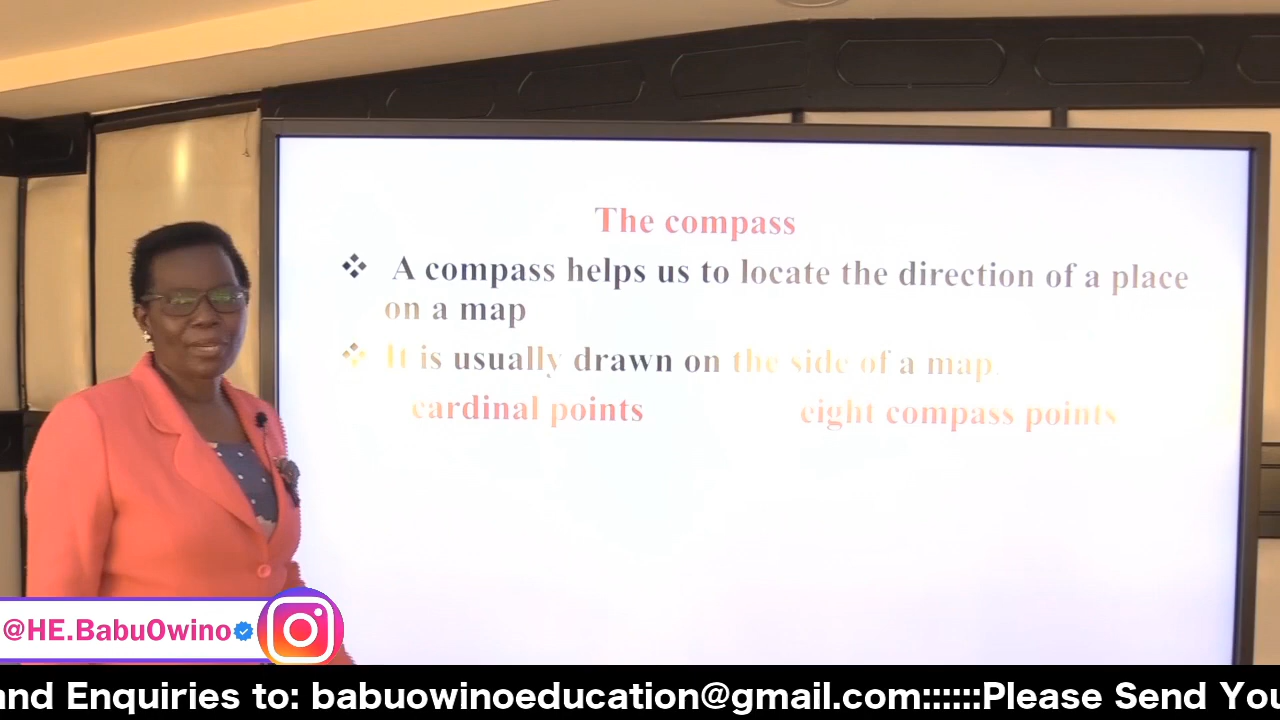 The compass
❖ A compass helps us to locate the direction of a place
on a map
❖ It is usually drawn on the side of a map.
cardinal points eight compass points
@HE.BabuOwino
and Enquiries to: babuowinoeducation@gmail.com::::::Please Send You